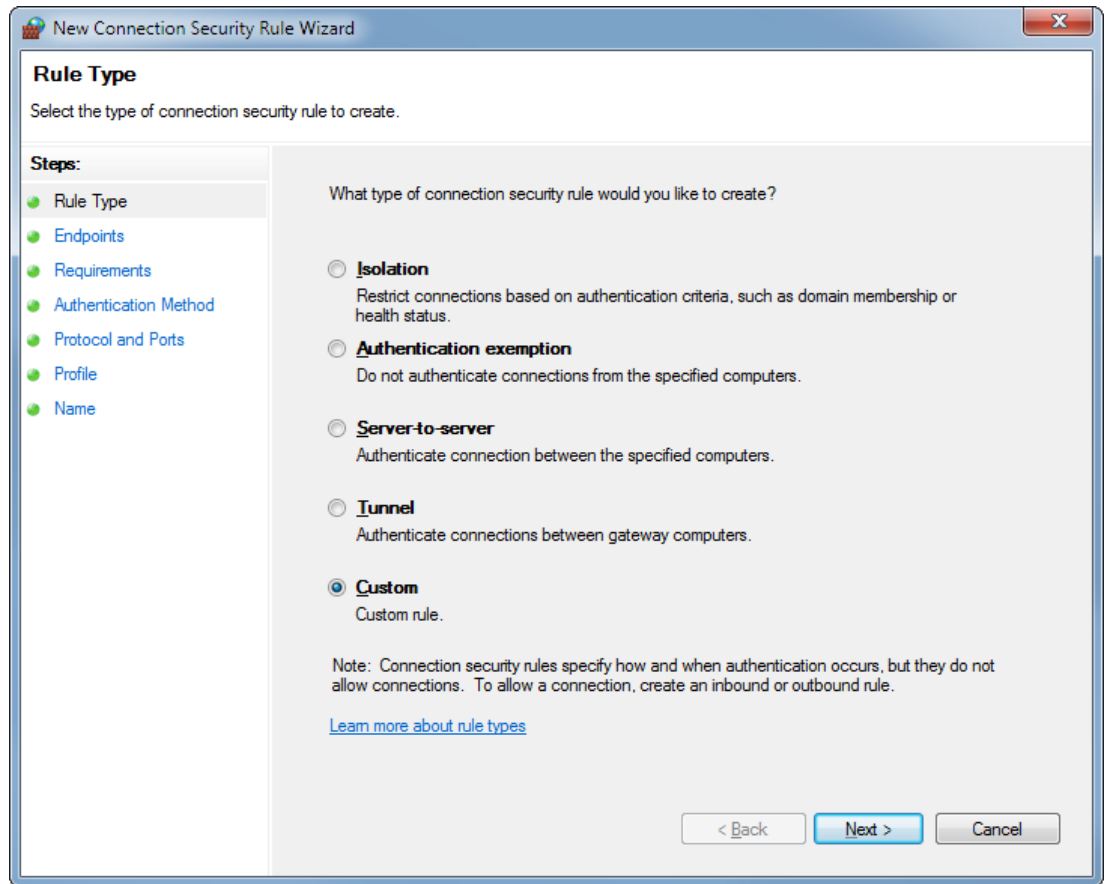 New Connection Security Rule Wizard
Rule Type
Select the type of connection security rule to create.
Steps:
Rule Type
Endpoints
Requirements
Authentication Method
Protocol and Ports
Profile
Name
What type of connection security rule would you like to create?
Isolation
Restrict connections based on authentication criteria, such as domain membership or
health status.
Authentication exemption
Do not authenticate connections from the specified computers.
Server-to-server
Authenticate connection between the specified computers.
Tunnel
Authenticate connections between gateway computers.
Custom
Custom rule.
Note:  Connection security rules specify how and when authentication occurs, but they do not
allow connections.  To allow a connection, create an inbound or outbound rule.
Learn more about rule types
< Back
Next >
Cancel